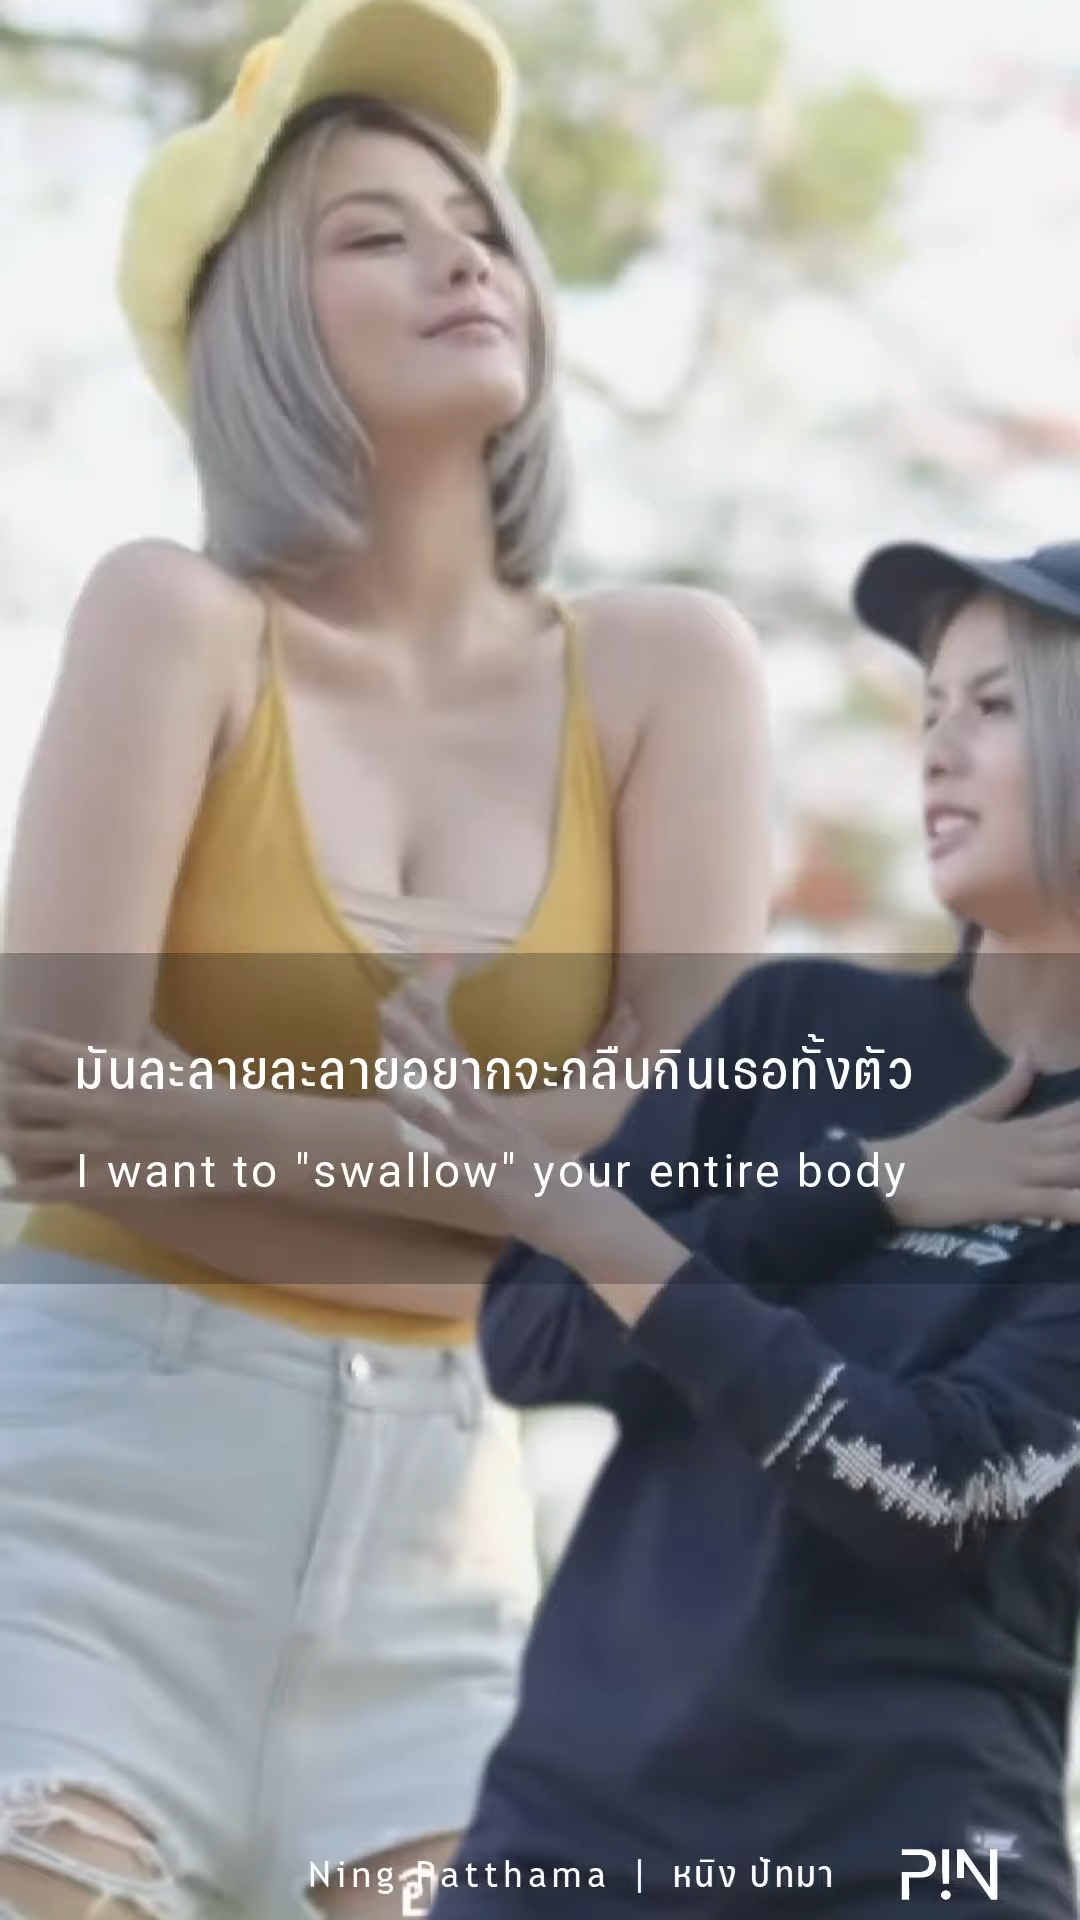 มันละลายละลายอยากจะกลืนกินเธอทั้งตัว
I want to "swallow" your entire body
WAY
Ning Patthama | หนิง ปัทมา
P!N